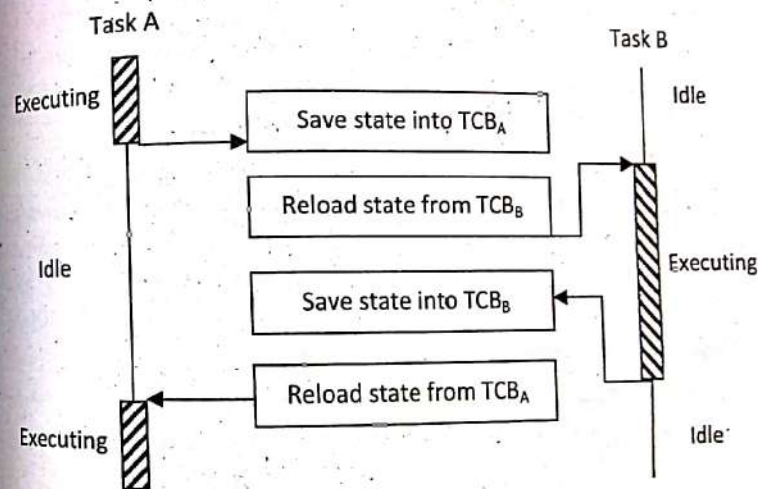 Task A
Task B
Executing
Idle
Save state into TCB_A
Reload state from TCB_B
Idle
Executing
Save state into TCB_B
Reload state from TCB_A
Executing
Idle